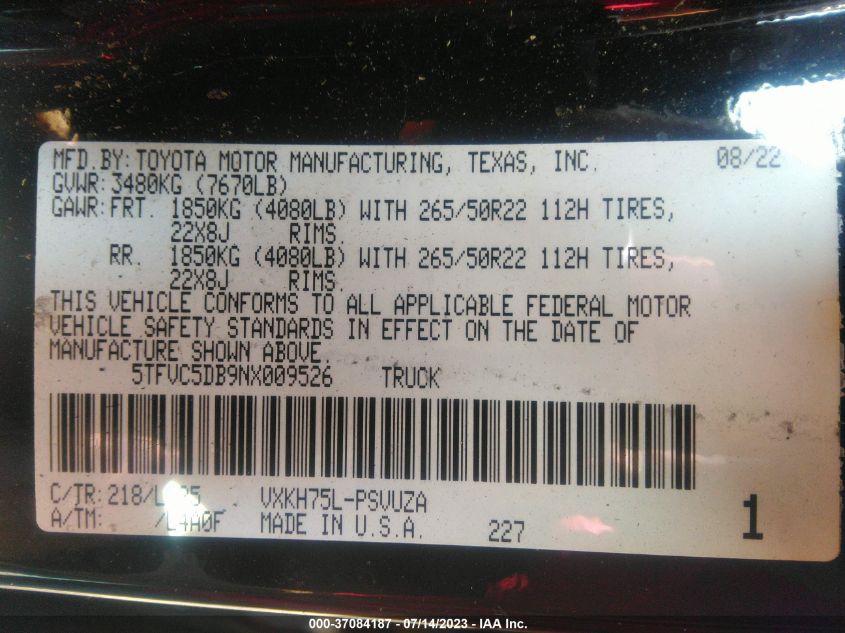 MFD.BY:TOYOTA MOTOR MANUFACTURING, TEXAS, INC. 08/22
GVWR:3480KG (7670LB)
GAWR:FRT. 1850KG (4080LB) WITH 265/50R22 112H TIRES,
22X8J RIMS.
RR. 1850KG (4080LB) WITH 265/50R22 112H TIRES,
22X8J RIMS.
THIS VEHICLE CONFORMS TO ALL APPLICABLE FEDERAL MOTOR
VEHICLE SAFETY STANDARDS IN EFFECT ON THE DATE OF
MANUFACTURE SHOWN ABOVE.
5TFVC5DB9NX009526 TRUCK
C/TR: VXKH75L-PSVUZA
A/TM: MADE IN U.S.A. 227 1
000-37084187 - 07/14/2023 - IAA Inc.